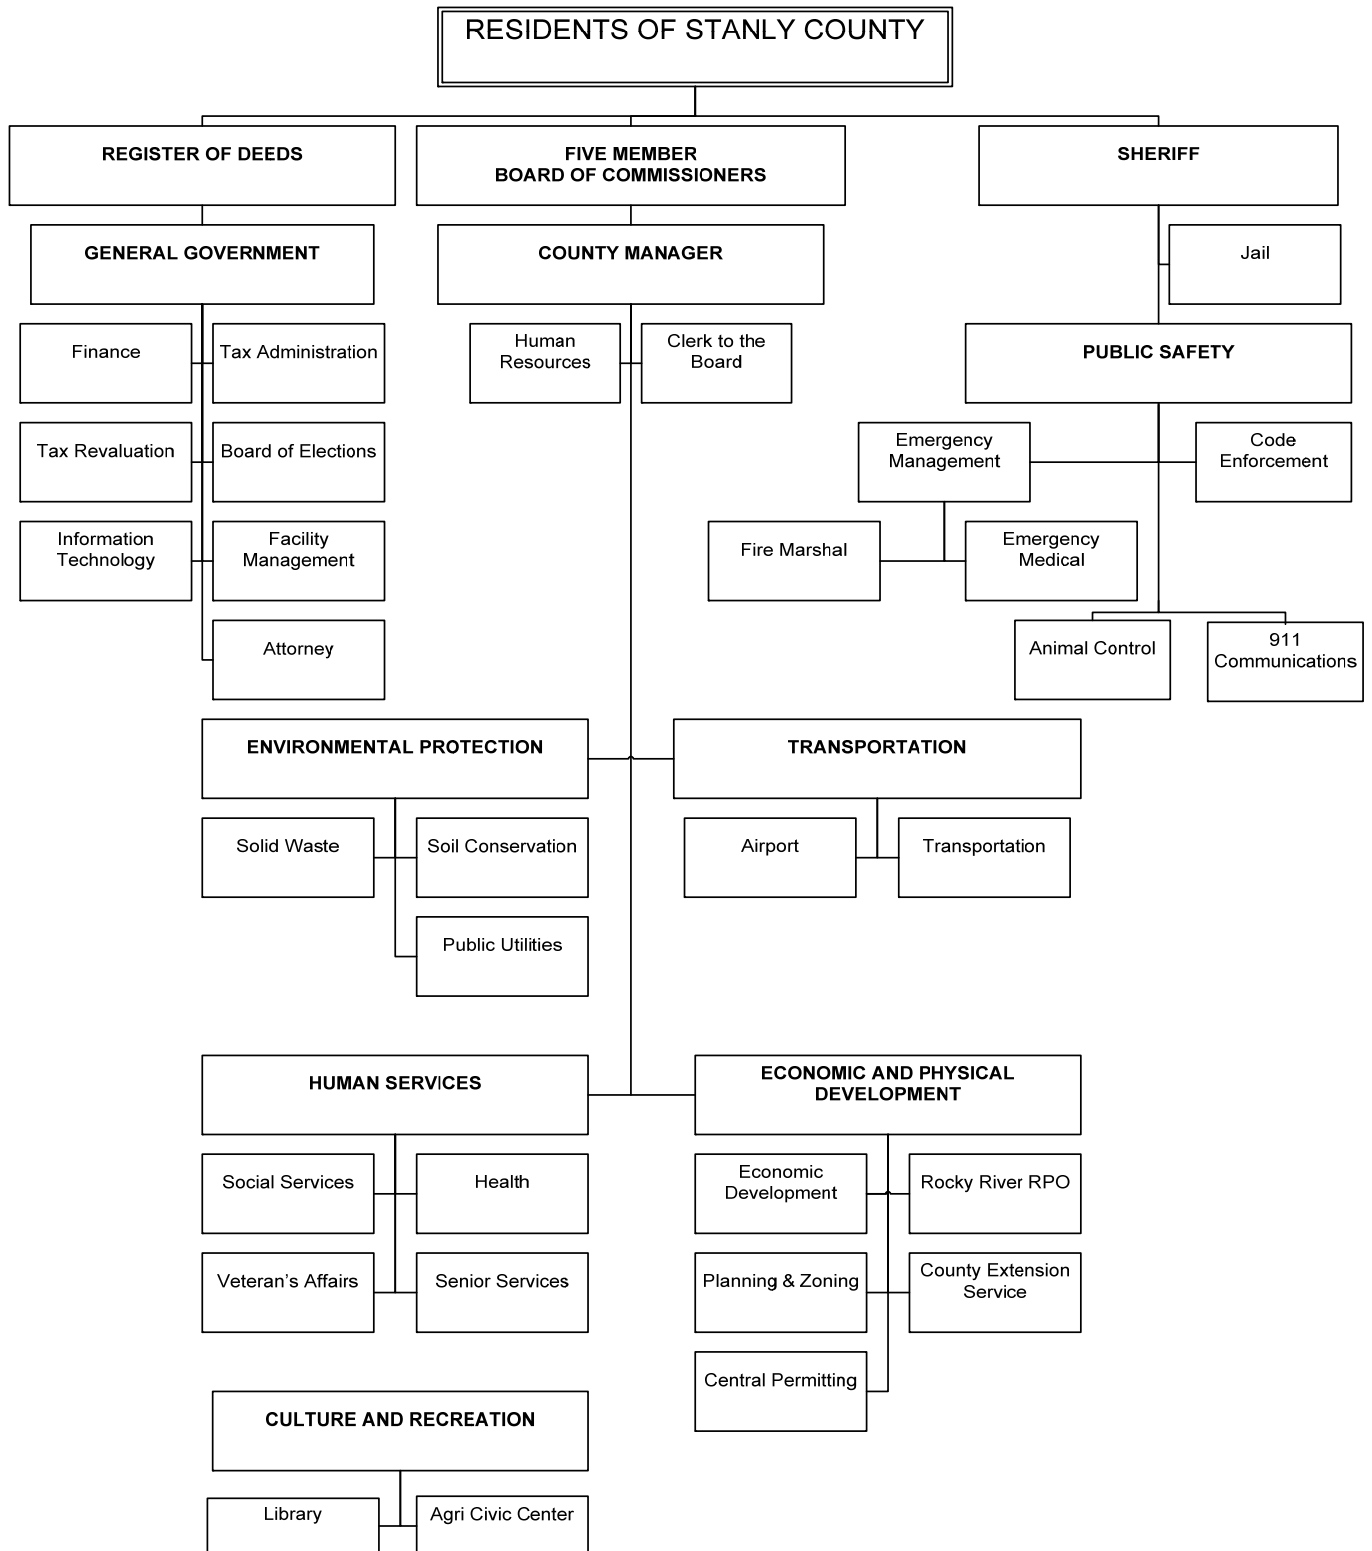 RESIDENTS OF STANLY COUNTY
REGISTER OF DEEDS
FIVE MEMBER
BOARD OF COMMISSIONERS
SHERIFF
GENERAL GOVERNMENT
COUNTY MANAGER
Jail
Finance
Tax Administration
Human
Resources
Clerk to the
Board
PUBLIC SAFETY
Tax Revaluation
Board of Elections
Emergency
Management
Code
Enforcement
Information
Technology
Facility
Management
Fire Marshal
Emergency
Medical
Attorney
Animal Control
911
Communications
ENVIRONMENTAL PROTECTION
TRANSPORTATION
Solid Waste
Soil Conservation
Airport
Transportation
Public Utilities
HUMAN SERVICES
ECONOMIC AND PHYSICAL
DEVELOPMENT
Social Services
Health
Economic
Development
Rocky River RPO
Veteran’s Affairs
Senior Services
Planning & Zoning
County Extension
Service
Central Permitting
CULTURE AND RECREATION
Library
Agri Civic Center